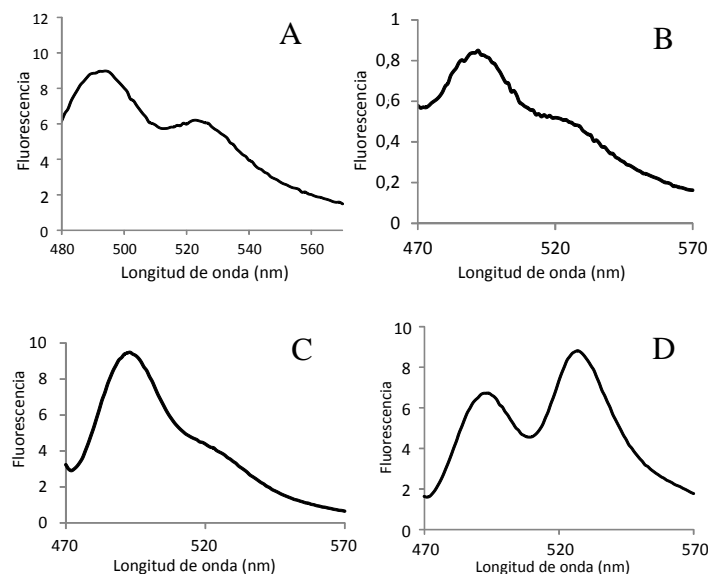 A
Fluorescencia
12
10
8
6
4
2
0
480 500 520 540 560
Longitud de onda (nm)
B
Fluorescencia
1
0,8
0,6
0,4
0,2
0
470 520 570
Longitud de onda (nm)
C
Fluorescencia
10
8
6
4
2
0
470 520 570
Longitud de onda (nm)
D
Fluorescencia
10
8
6
4
2
0
470 520 570
Longitud de onda (nm)